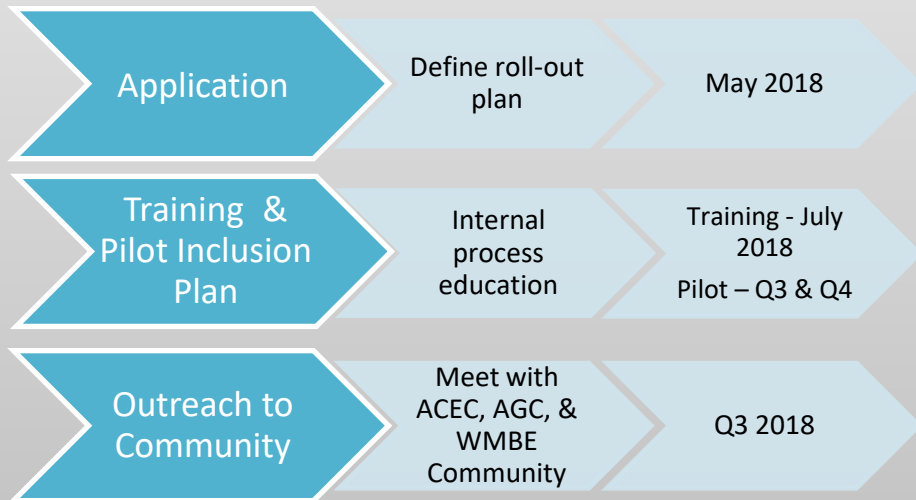 Application
Define roll-out
plan
May 2018
Training & 
Pilot Inclusion
Plan
Internal
process
education
Training - July
2018
Pilot – Q3 & Q4
Outreach to
Community
Meet with
ACEC, AGC, &
WMBE
Community
Q3 2018